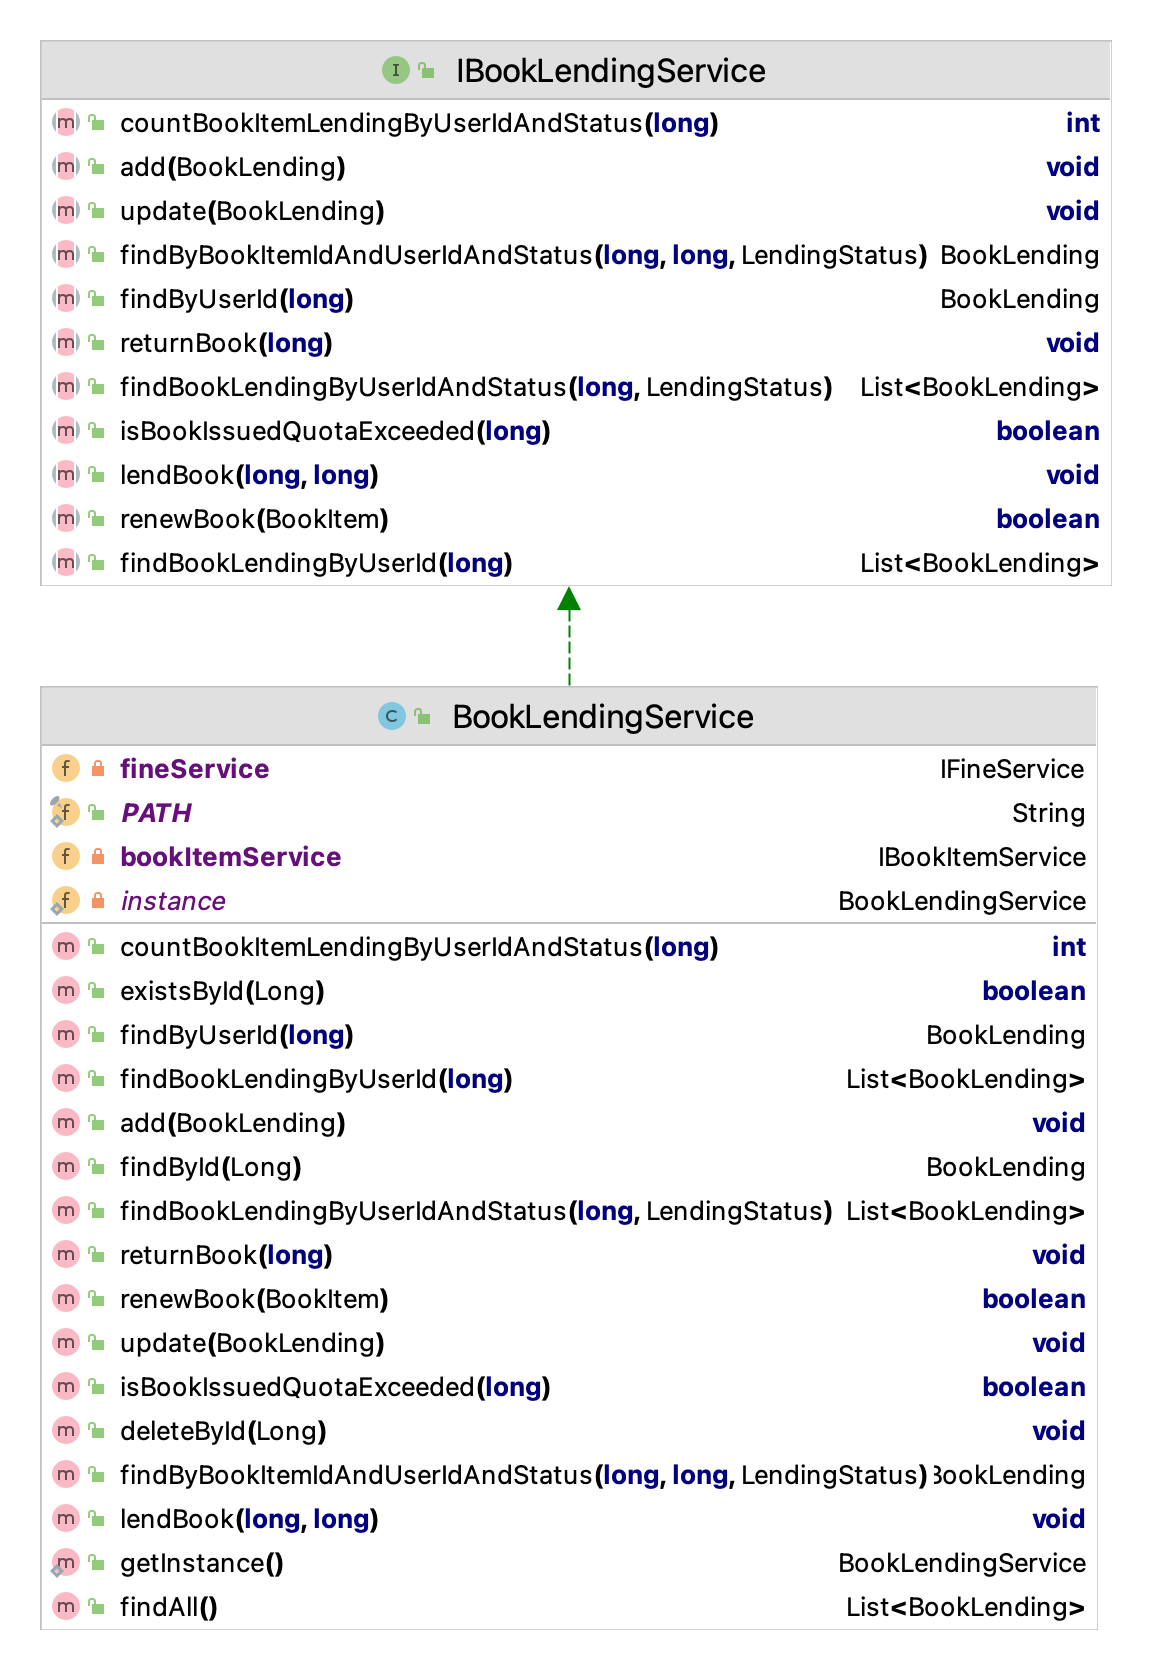 IBookLendingService
countBookItemLendingByUserIdAndStatus(long) int
add(BookLending) void
update(BookLending) void
findByBookItemIdAndUserIdAndStatus(long, long, LendingStatus) BookLending
findByUserId(long) BookLending
returnBook(long) void
findBookLendingByUserIdAndStatus(long, LendingStatus) List<BookLending>
isBookIssuedQuotaExceeded(long) boolean
lendBook(long, long) void
renewBook(BookItem) boolean
findBookLendingByUserId(long) List<BookLending>
BookLendingService
fineService IFineService
PATH String
bookItemService IBookItemService
instance BookLendingService
countBookItemLendingByUserIdAndStatus(long) int
existsById(Long) boolean
findByUserId(long) BookLending
findBookLendingByUserId(long) List<BookLending>
add(BookLending) void
findById(Long) BookLending
findBookLendingByUserIdAndStatus(long, LendingStatus) List<BookLending>
returnBook(long) void
renewBook(BookItem) boolean
update(BookLending) void
isBookIssuedQuotaExceeded(long) boolean
deleteById(Long) void
findByBookItemIdAndUserIdAndStatus(long, long, LendingStatus) BookLending
lendBook(long, long) void
getInstance() BookLendingService
findAll() List<BookLending>